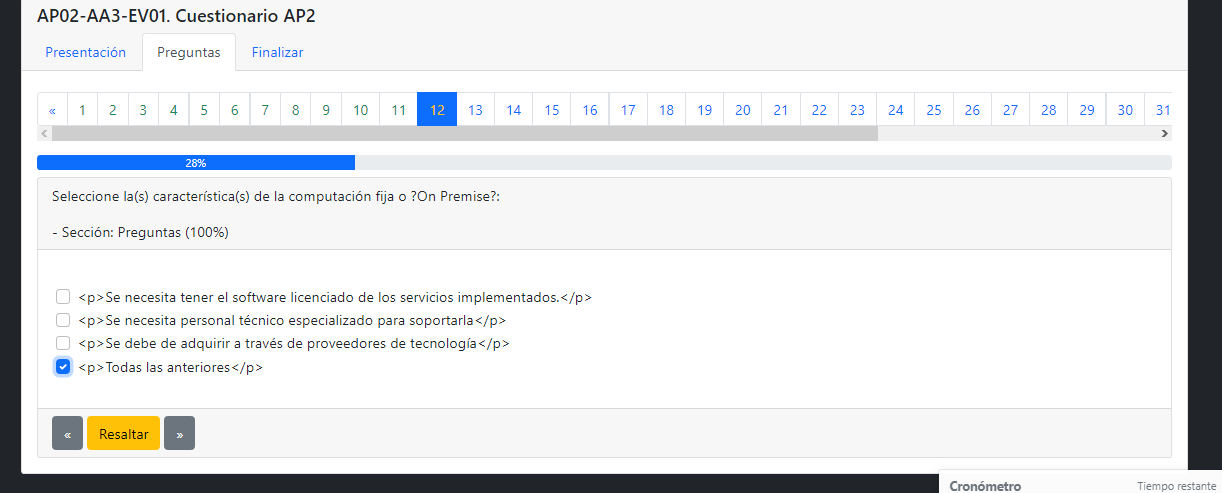 AP02-AA3-EV01. Cuestionario AP2
Presentación Preguntas Finalizar
« 1 2 3 4 5 6 7 8 9 10 11 12 13 14 15 16 17 18 19 20 21 22 23 24 25 26 27 28 29 30 31
28%
Seleccione la(s) característica(s) de la computación fija o ?On Premise?:
- Sección: Preguntas (100%)
<p>Se necesita tener el software licenciado de los servicios implementados.</p>
<p>Se necesita personal técnico especializado para soportarla</p>
<p>Se debe de adquirir a través de proveedores de tecnología</p>
<p>Todas las anteriores</p>
« Resaltar »
Cronómetro Tiempo restante